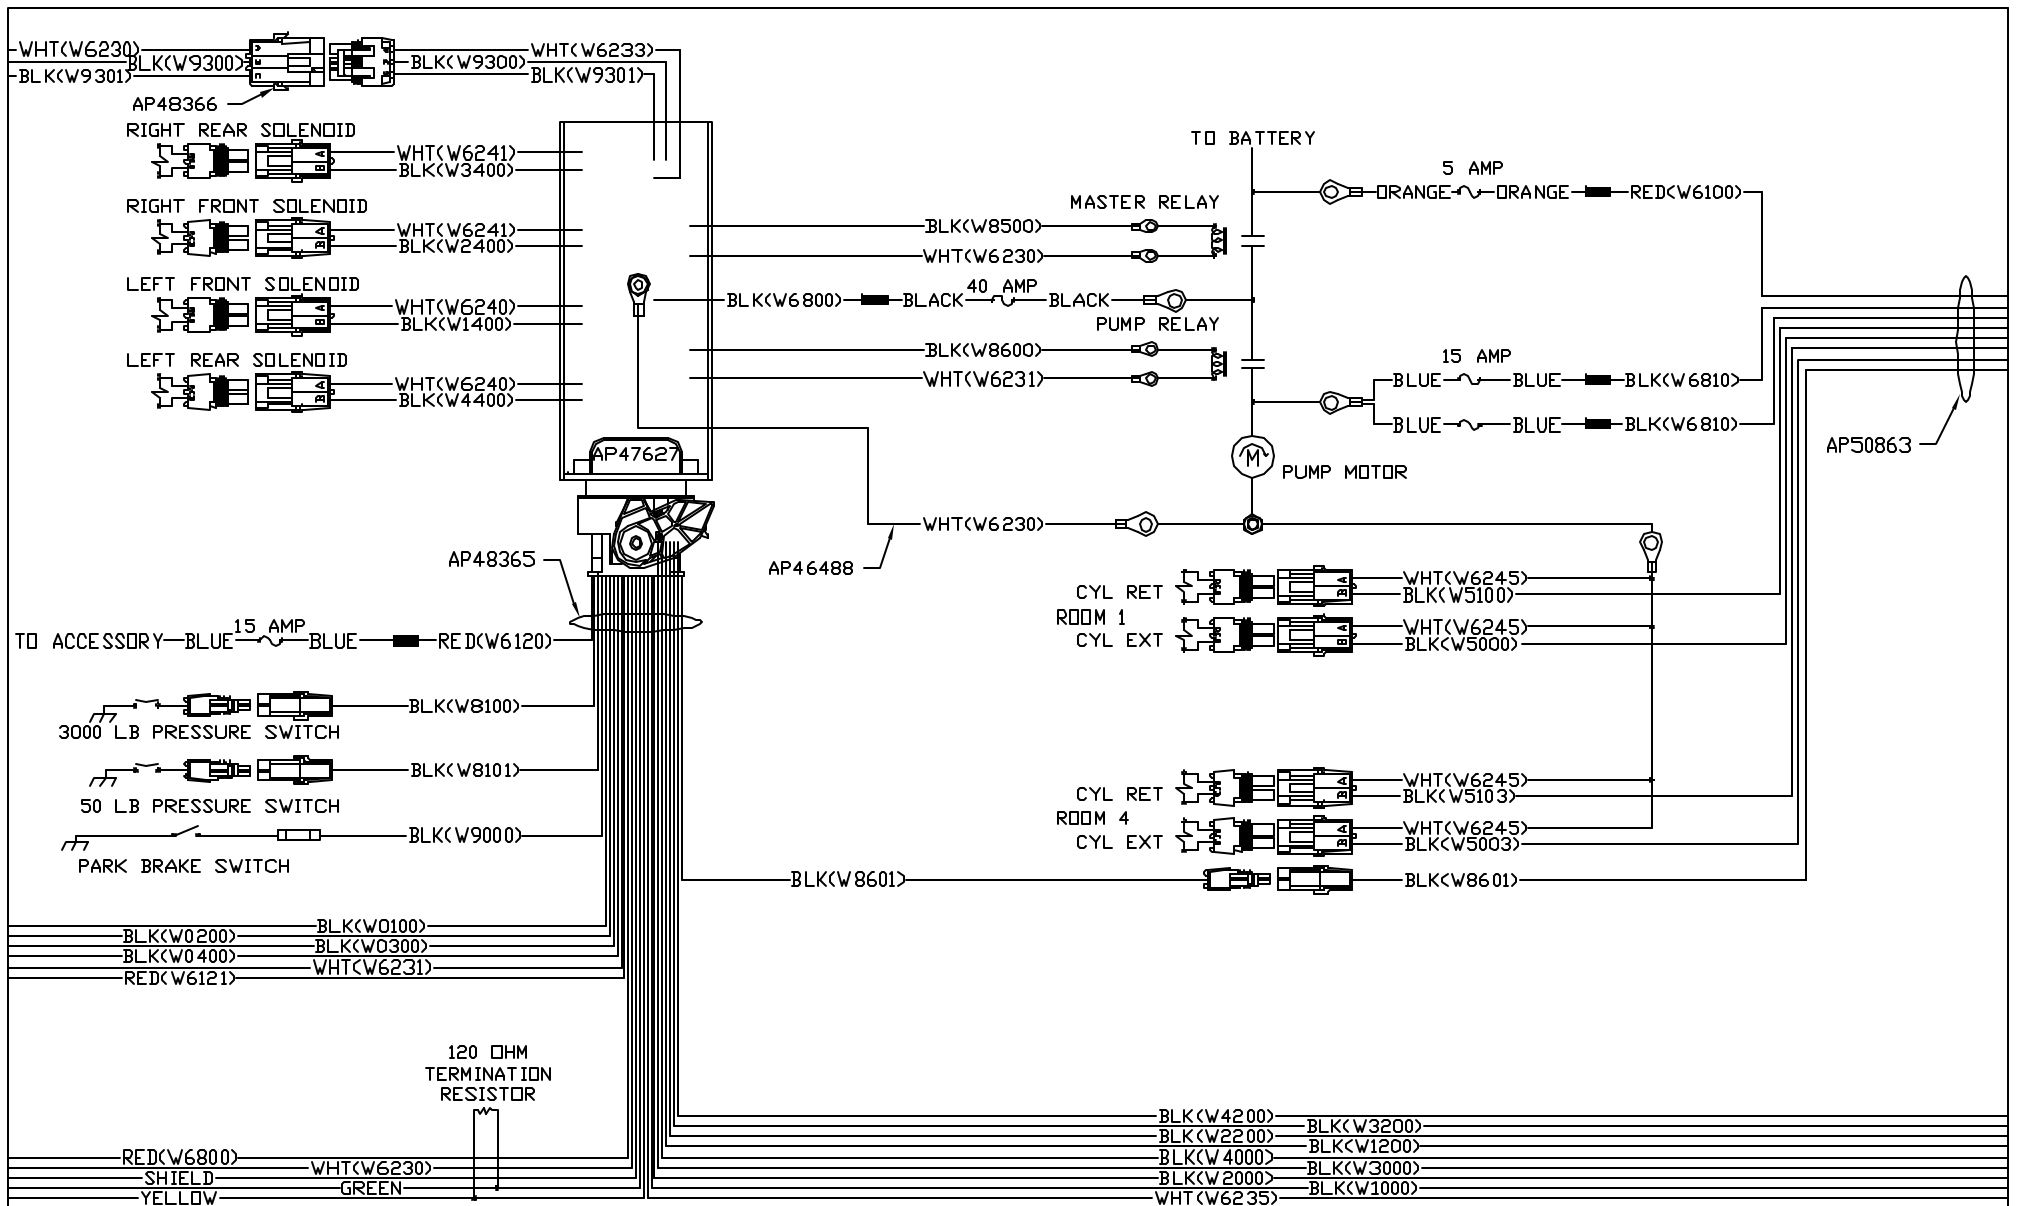 WHT(W6230)
BLK(W9300)
BLK(W9301)
WHT(W6233)
BLK(W9300)
BLK(W9301)
AP48366
RIGHT REAR SOLENOID
A
B
WHT(W6241)
BLK(W3400)
RIGHT FRONT SOLENOID
A
B
WHT(W6241)
BLK(W2400)
LEFT FRONT SOLENOID
A
B
WHT(W6240)
BLK(W1400)
LEFT REAR SOLENOID
A
B
WHT(W6240)
BLK(W4400)
AP47627
TO BATTERY
MASTER RELAY
BLK(W8500)
WHT(W6230)
40 AMP
BLK(W6800)
BLACK
BLACK
PUMP RELAY
BLK(W8600)
WHT(W6231)
5 AMP
ORANGE
ORANGE
RED(W6100)
15 AMP
BLUE
BLUE
BLK(W6810)
BLUE
BLUE
BLK(W6810)
AP50863
M
PUMP MOTOR
WHT(W6230)
AP46488
AP48365
15 AMP
TO ACCESSORY
BLUE
BLUE
RED(W6120)
BLK(W8100)
3000 LB PRESSURE SWITCH
BLK(W8101)
50 LB PRESSURE SWITCH
BLK(W9000)
PARK BRAKE SWITCH
CYL RET
A
B
WHT(W6245)
BLK(W5100)
ROOM 1
CYL EXT
A
B
WHT(W6245)
BLK(W5000)
CYL RET
A
B
WHT(W6245)
BLK(W5103)
ROOM 4
CYL EXT
A
B
WHT(W6245)
BLK(W5003)
BLK(W8601)
BLK(W8601)
BLK(W0100)
BLK(W0200)
BLK(W0300)
BLK(W0400)
WHT(W6231)
RED(W6121)
120 OHM
TERMINATION
RESISTOR
RED(W6800)
WHT(W6230)
SHIELD
GREEN
YELLOW
BLK(W4200)
BLK(W3200)
BLK(W2200)
BLK(W1200)
BLK(W4000)
BLK(W3000)
BLK(W2000)
BLK(W1000)
WHT(W6235)